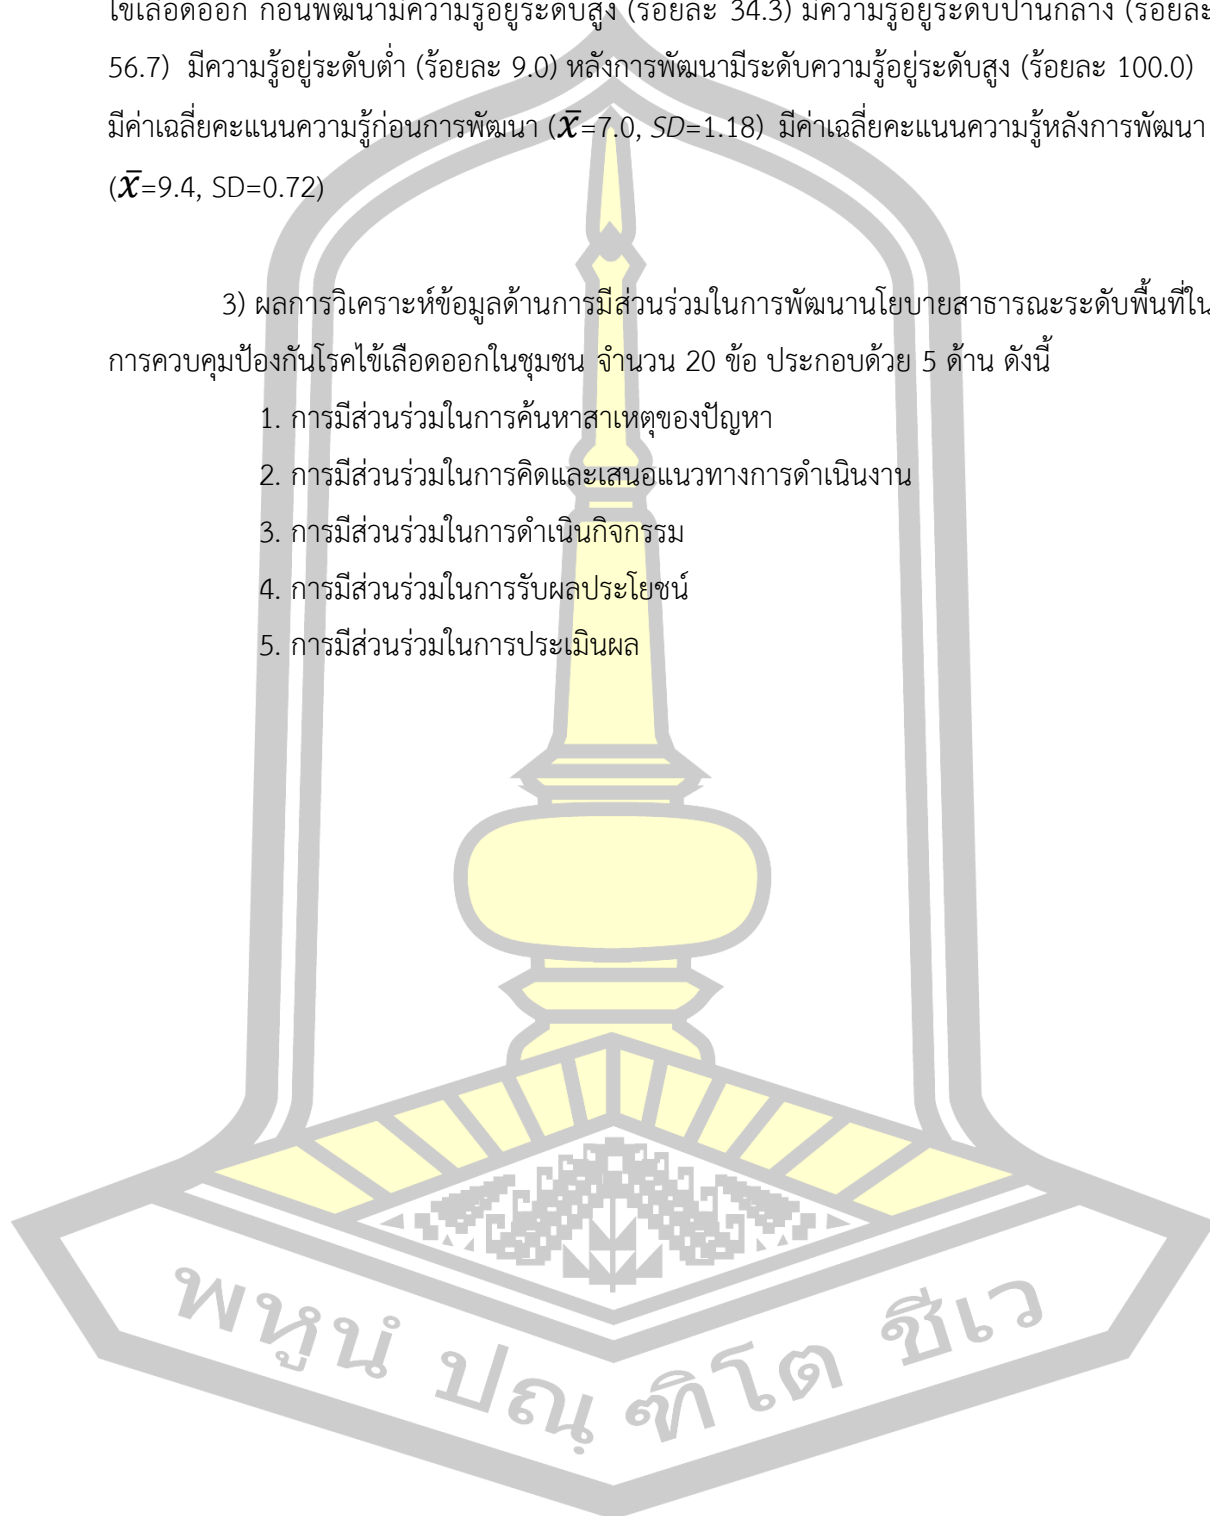 ไข้เลือดออก ก่อนพัฒนามีความรู้อยู่ระดับสูง (ร้อยละ 34.3) มีความรู้อยู่ระดับปานกลาง (ร้อยละ
56.7) มีความรู้อยู่ระดับต่ำ (ร้อยละ 9.0) หลังการพัฒนามีระดับความรู้อยู่ระดับสูง (ร้อยละ 100.0)
มีค่าเฉลี่ยคะแนนความรู้ก่อนการพัฒนา (x̄=7.0, SD=1.18) มีค่าเฉลี่ยคะแนนความรู้หลังการพัฒนา
(x̄=9.4, SD=0.72)
3) ผลการวิเคราะห์ข้อมูลด้านการมีส่วนร่วมในการพัฒนานโยบายสาธารณะระดับพื้นที่ใน
การควบคุมป้องกันโรคไข้เลือดออกในชุมชน จำนวน 20 ข้อ ประกอบด้วย 5 ด้าน ดังนี้
1. การมีส่วนร่วมในการค้นหาสาเหตุของปัญหา
2. การมีส่วนร่วมในการคิดและเสนอแนวทางการดำเนินงาน
3. การมีส่วนร่วมในการดำเนินกิจกรรม
4. การมีส่วนร่วมในการรับผลประโยชน์
5. การมีส่วนร่วมในการประเมินผล
พหูนํ ปณฺ ฑิโต ชีเว